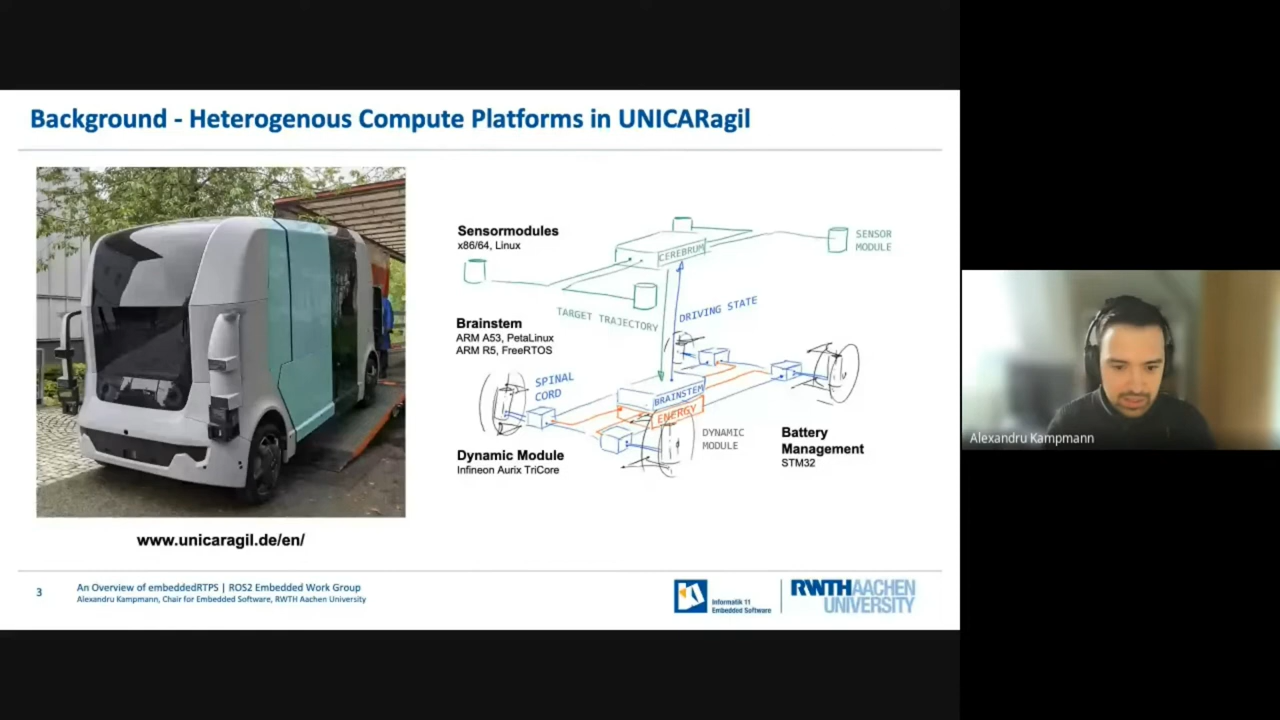 Background - Heterogenous Compute Platforms in UNICARagil
Sensormodules
x86/64, Linux
CEREBRUM
SENSOR
MODULE
TARGET TRAJECTORY
DRIVING STATE
Brainstem
ARM A53, PetaLinux
ARM R5, FreeRTOS
SPINAL
CORD
BRAINSTEM
ENERGY
DYNAMIC
MODULE
Dynamic Module
Infineon Aurix TriCore
Battery
Management
STM32
www.unicaragil.de/en/
Alexandru Kampmann
3
An Overview of embeddedRTPS | ROS2 Embedded Work Group
Alexandru Kampmann, Chair for Embedded Software, RWTH Aachen University
Informatik 11
Embedded Software
RWTH AACHEN
UNIVERSITY